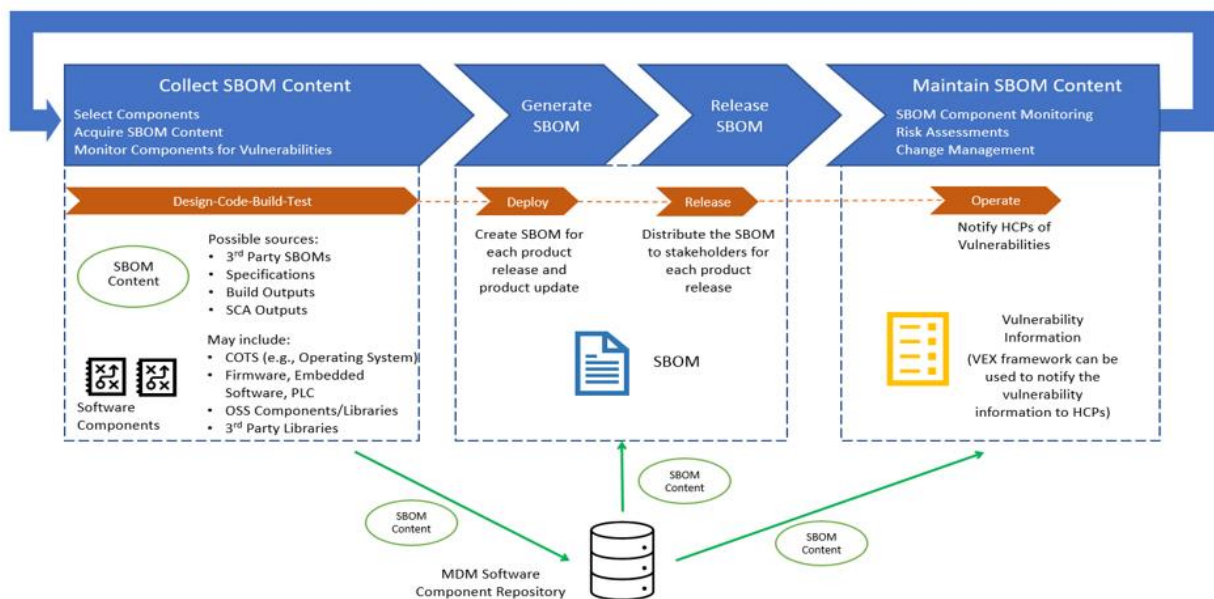 Collect SBOM Content
Select Components
Acquire SBOM Content
Monitor Components for Vulnerabilities
Generate
SBOM
Release
SBOM
Maintain SBOM Content
SBOM Component Monitoring
Risk Assessments
Change Management
Design-Code-Build-Test
Deploy
Release
Operate
SBOM
Content
Possible sources:
• 3rd Party SBOMs
• Specifications
• Build Outputs
• SCA Outputs
Software
Components
May include:
• COTS (e.g., Operating System)
• Firmware, Embedded
Software, PLC
• OSS Components/Libraries
• 3rd Party Libraries
Create SBOM for
each product
release and
product update
Distribute the SBOM
to stakeholders for
each product
release
SBOM
Notify HCPs of
Vulnerabilities
Vulnerability
Information
(VEX framework can be
used to notify the
vulnerability
information to HCPs)
SBOM
Content
SBOM
Content
SBOM
Content
MDM Software
Component Repository